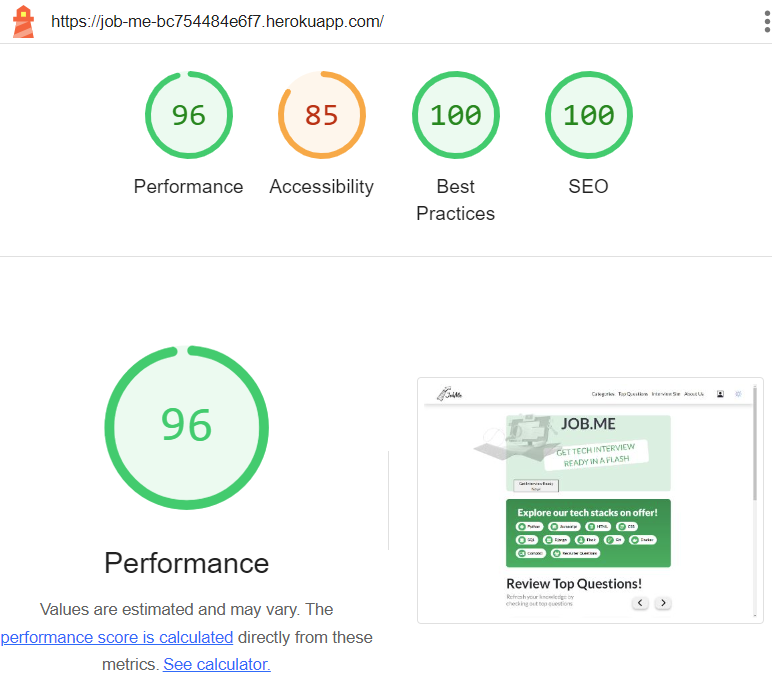 https://job-me-bc754484e6f7.herokuapp.com/
96
85
100
100
Performance
Accessibility
Best
Practices
SEO
96
Performance
Values are estimated and may vary. The
performance score is calculated directly from these
metrics. See calculator.
JobMe
Categories Top Questions Interview Sim About Us
JOB.ME
GET TECH INTERVIEW
READY IN A FLASH
Get Interview Ready
Now!
Explore our tech stacks on offer!
Python Javascript HTML CSS
SQL Django Flask Git Docker
Recruiter Questions
Review Top Questions!
Refresh your knowledge by
checking out top questions.